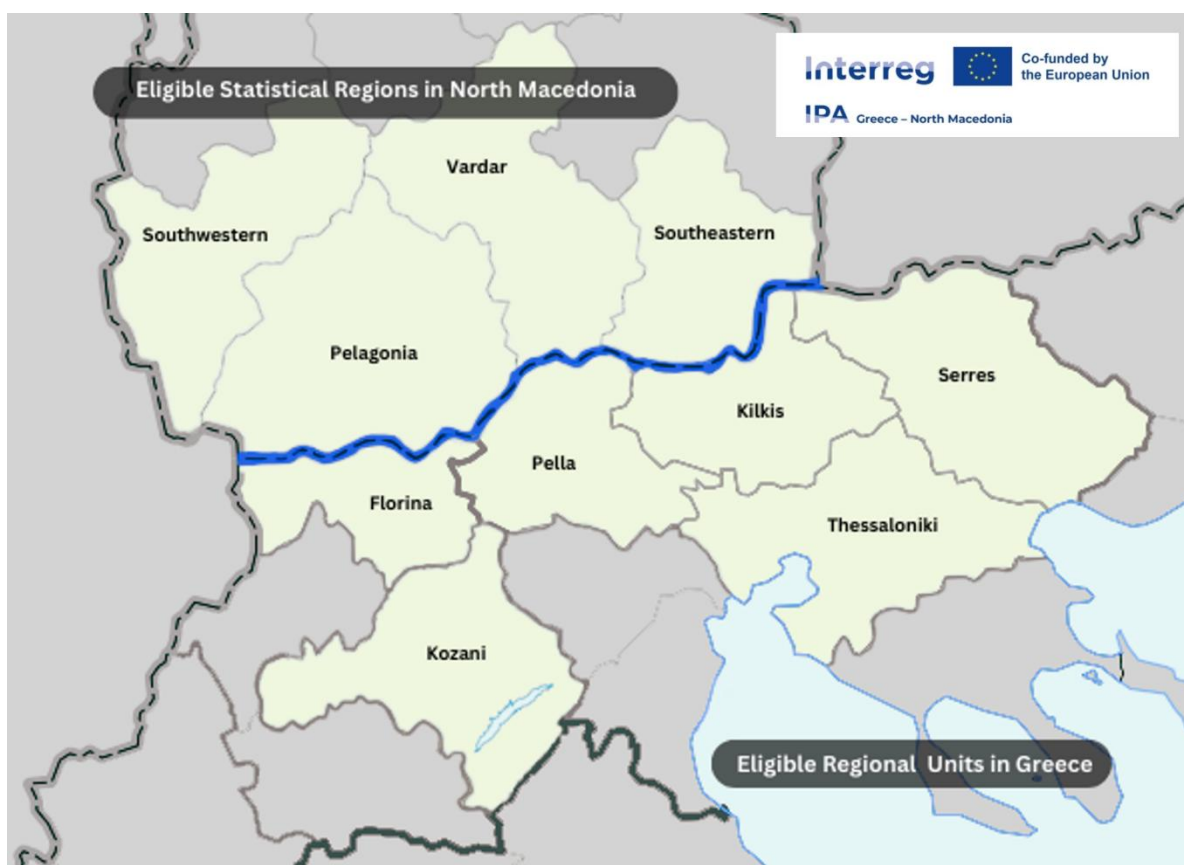 Interreg
Co-funded by
the European Union
IPA Greece – North Macedonia
Eligible Statistical Regions in North Macedonia
Vardar
Southwestern
Southeastern
Pelagonia
Serres
Kilkis
Pella
Florina
Thessaloniki
Kozani
Eligible Regional Units in Greece